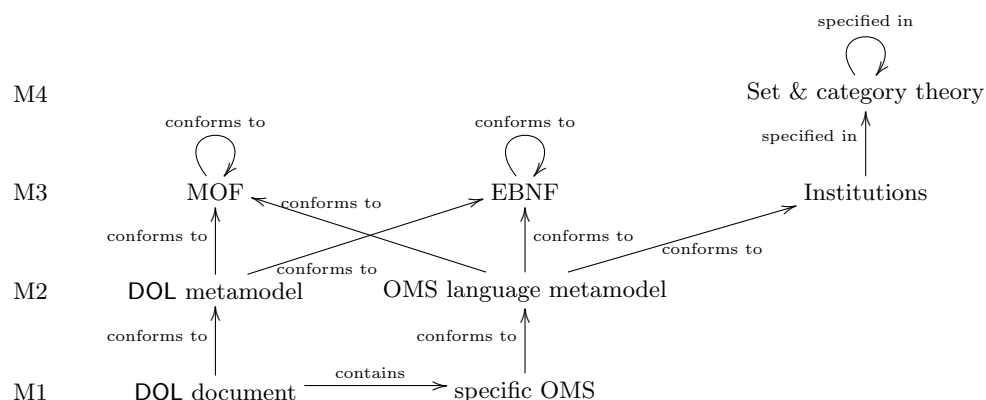 specified in
M4 Set & category theory
conforms to conforms to specified in
M3 MOF EBNF Institutions
conforms to
conforms to conforms to conforms to
conforms to
M2 DOL metamodel OMS language metamodel
conforms to conforms to
contains
M1 DOL document specific OMS